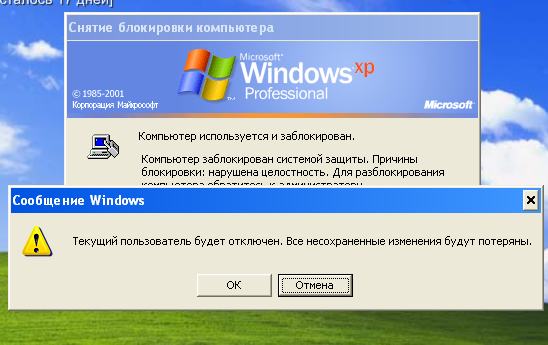 сталось 17 дней]
Снятие блокировки компьютера
Microsoft®
Windows xp
Professional
© 1985-2001
Корпорация Майкрософт
Microsoft
Компьютер используется и заблокирован.
Компьютер заблокирован системой защиты. Причины
блокировки: нарушена целостность. Для разблокирования
компьютера обратитесь к администратору.
Сообщение Windows
Текущий пользователь будет отключен. Все несохраненные изменения будут потеряны.
OK
Отмена